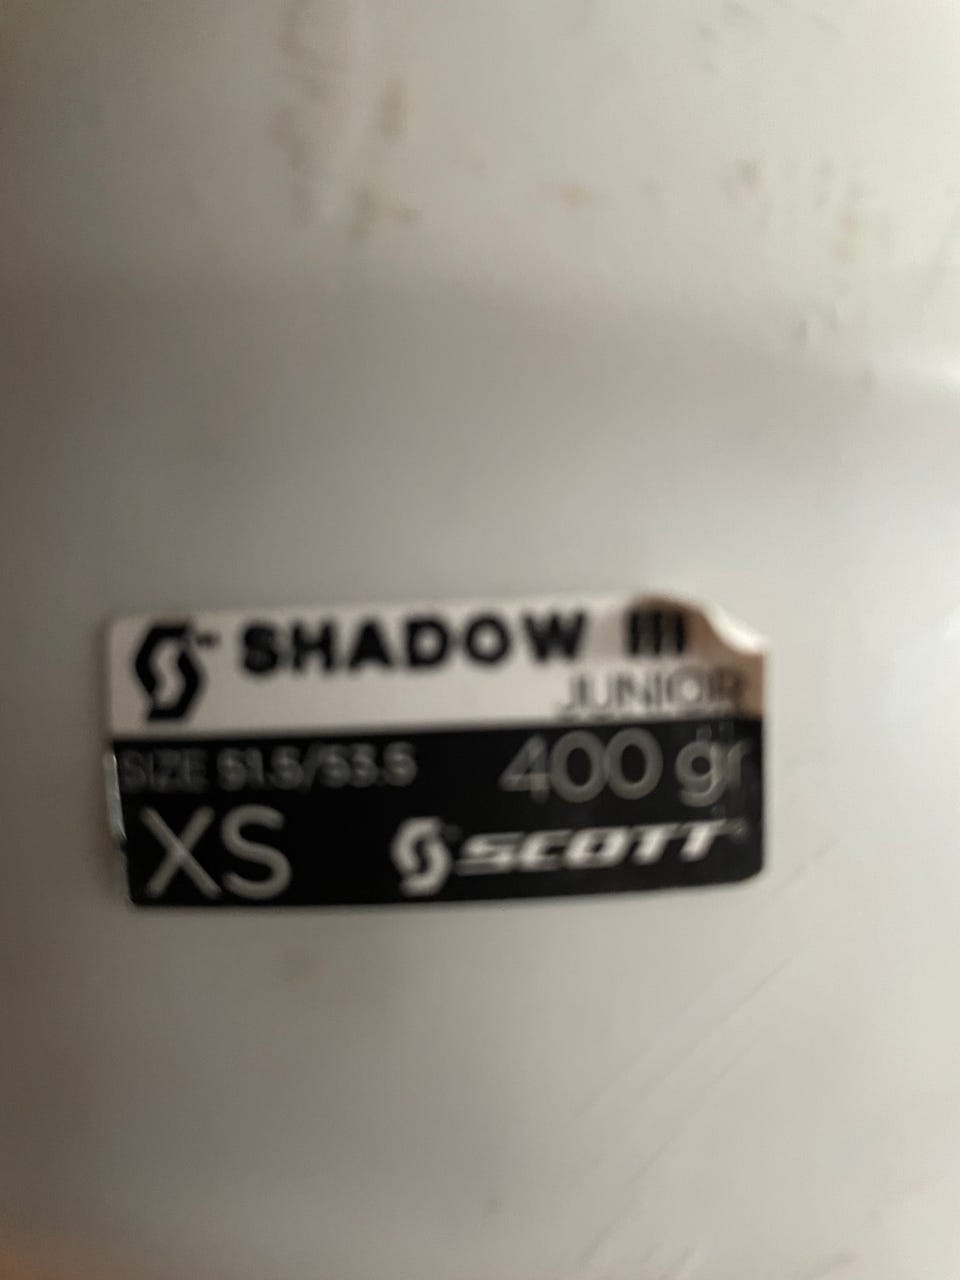 SHADOW III
JUNIOR
SIZE 51.5/53.5 400 gr
XS SCOTT